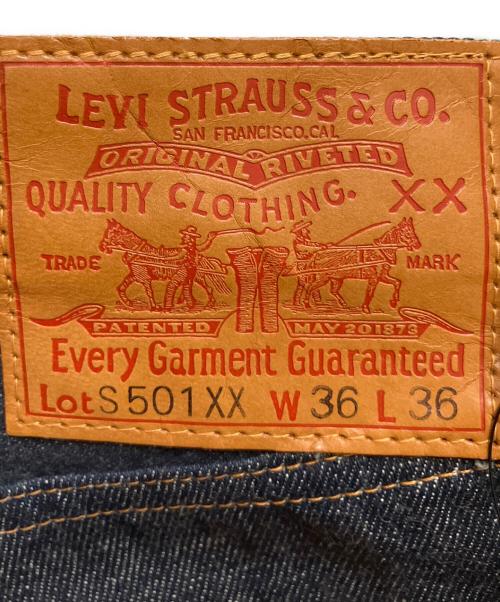 LEVI STRAUSS & CO.
SAN FRANCISCO.CAL
ORIGINAL RIVETED
QUALITY CLOTHING. XX
TRADE MARK
PATENTED MAY 20 1873
Every Garment Guaranteed
Lot S501XX W 36 L 36